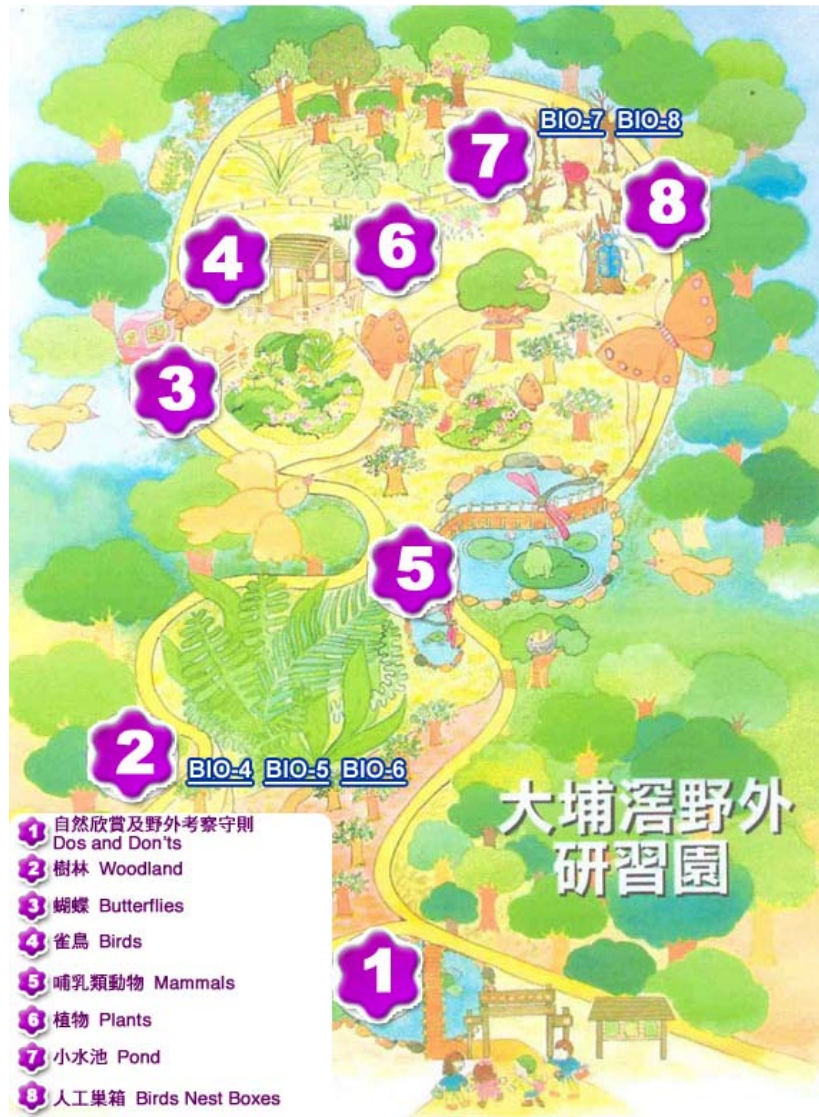 7
BIO-7 BIO-8
8
4
6
3
5
2
BIO-4 BIO-5 BIO-6
大埔滘野外
研習園
1
1 自然欣賞及野外考察守則
Dos and Don'ts
2 樹林 Woodland
3 蝴蝶 Butterflies
4 雀鳥 Birds
5 哺乳類動物 Mammals
6 植物 Plants
7 小水池 Pond
8 人工巢箱 Birds Nest Boxes